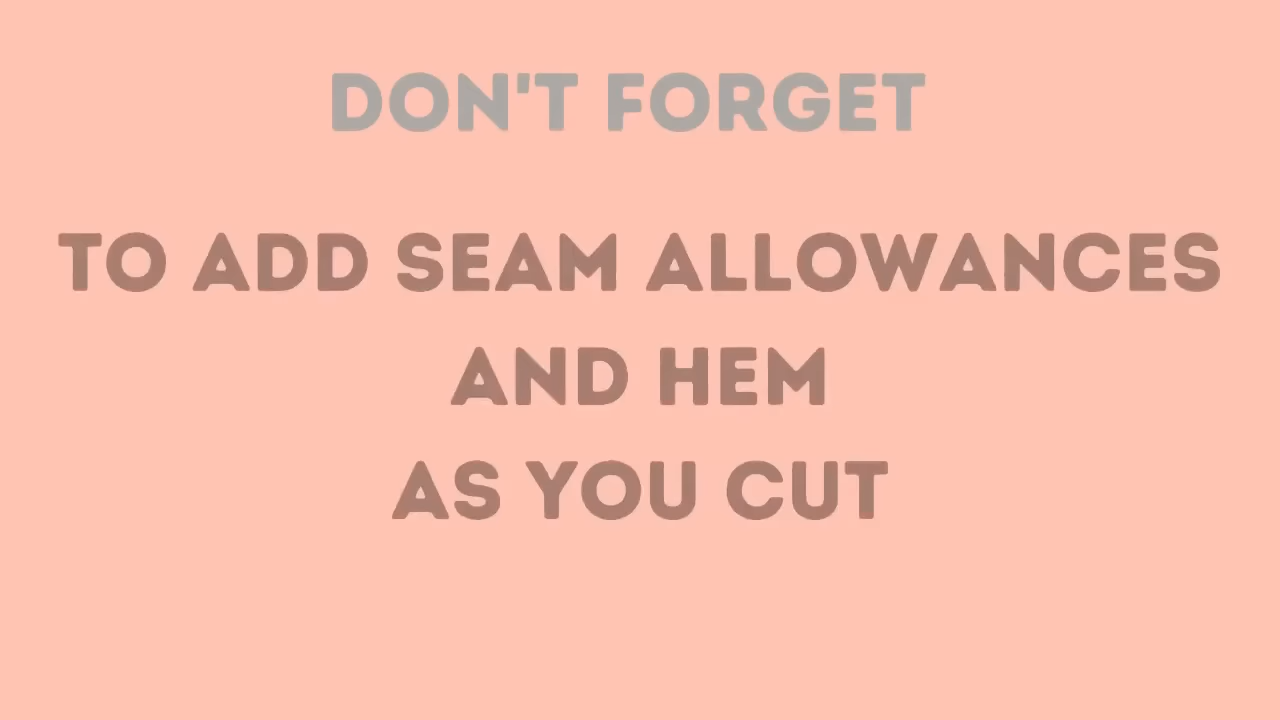 DON'T FORGET
TO ADD SEAM ALLOWANCES
AND HEM
AS YOU CUT